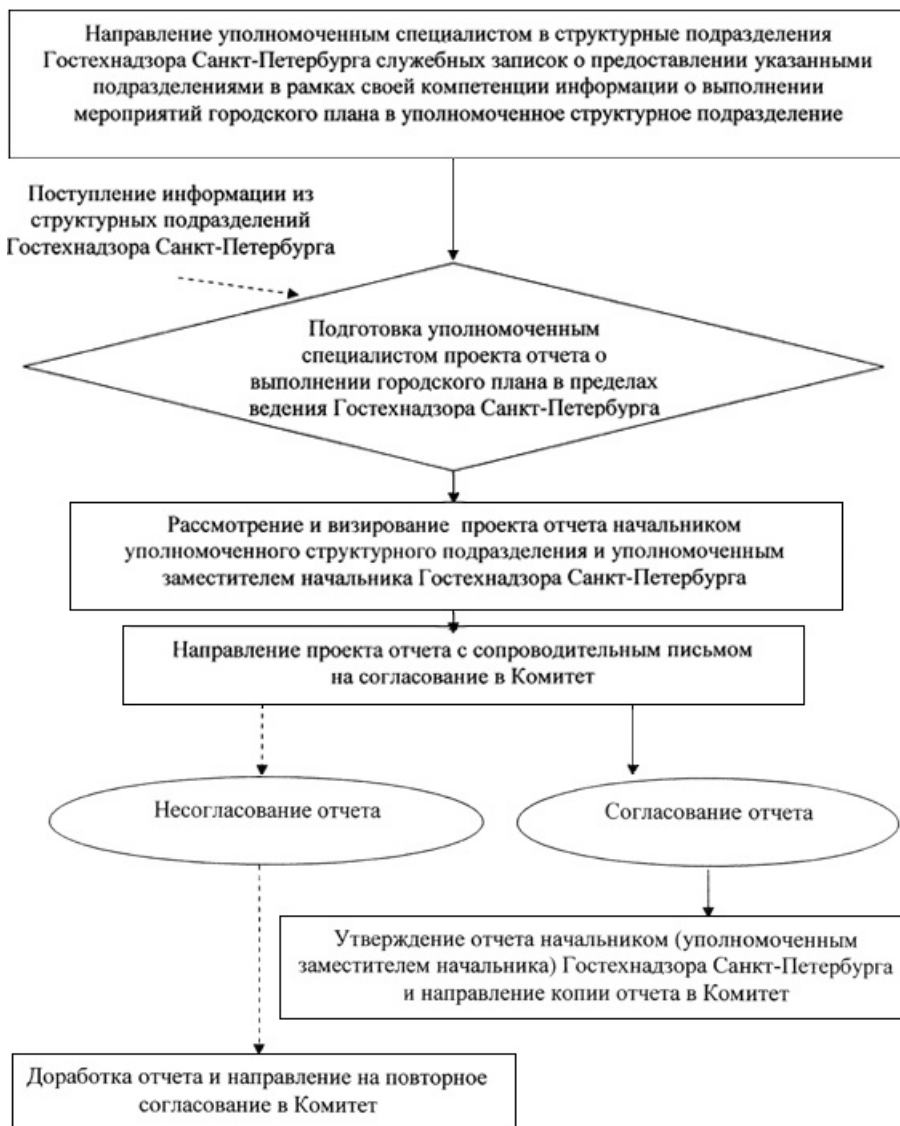 Направление уполномоченным специалистом в структурные подразделения
Гостехнадзора Санкт-Петербурга служебных записок о предоставлении указанными
подразделениями в рамках своей компетенции информации о выполнении
мероприятий городского плана в уполномоченное структурное подразделение
Поступление информации из
структурных подразделений
Гостехнадзора Санкт-Петербурга
Подготовка уполномоченным
специалистом проекта отчета о
выполнении городского плана в пределах
ведения Гостехнадзора Санкт-Петербурга
Рассмотрение и визирование проекта отчета начальником
уполномоченного структурного подразделения и уполномоченным
заместителем начальника Гостехнадзора Санкт-Петербурга
Направление проекта отчета с сопроводительным письмом
на согласование в Комитет
Несогласование отчета
Согласование отчета
Утверждение отчета начальником (уполномоченным
заместителем начальника) Гостехнадзора Санкт-Петербурга
и направление копии отчета в Комитет
Доработка отчета и направление на повторное
согласование в Комитет